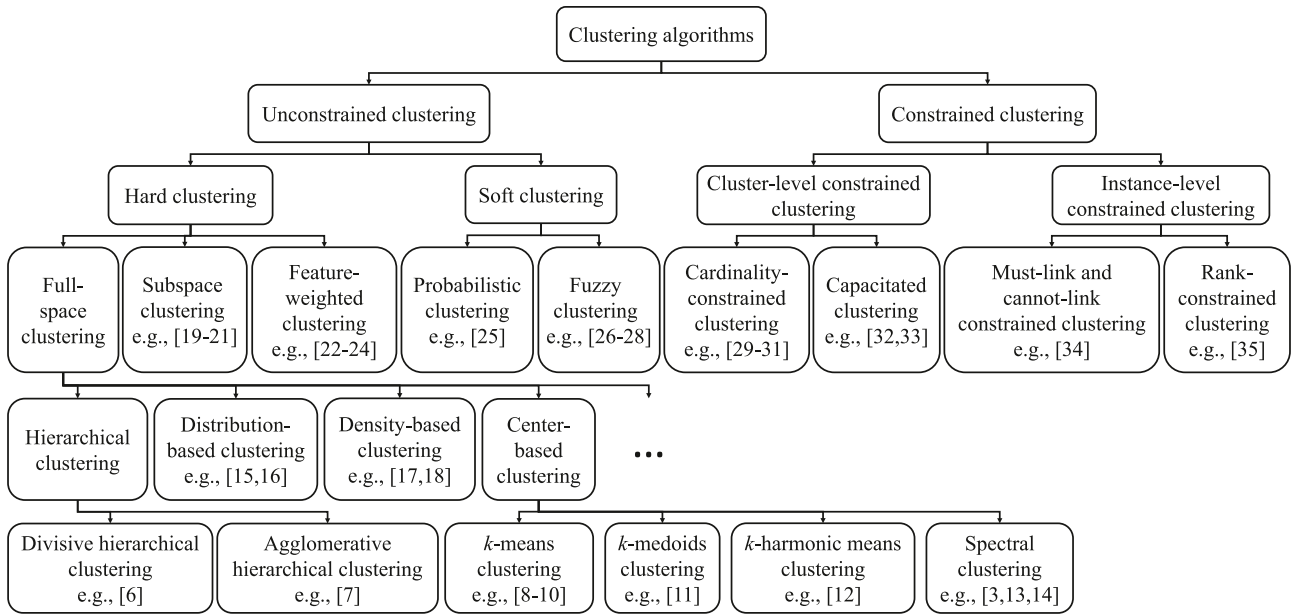 Clustering algorithms
Unconstrained clustering
Constrained clustering
Hard clustering
Soft clustering
Cluster-level constrained
clustering
Instance-level
constrained clustering
Full-
space
clustering
Subspace
clustering
e.g., [19-21]
Feature-
weighted
clustering
e.g., [22-24]
Probabilistic
clustering
e.g., [25]
Fuzzy
clustering
e.g., [26-28]
Cardinality-
constrained
clustering
e.g., [29-31]
Capacitated
clustering
e.g., [32,33]
Must-link and
cannot-link
constrained clustering
e.g., [34]
Rank-
constrained
clustering
e.g., [35]
Hierarchical
clustering
Distribution-
based clustering
e.g., [15,16]
Density-based
clustering
e.g., [17,18]
Center-
based
clustering
...
Divisive hierarchical
clustering
e.g., [6]
Agglomerative
hierarchical clustering
e.g., [7]
k-means
clustering
e.g., [8-10]
k-medoids
clustering
e.g., [11]
k-harmonic means
clustering
e.g., [12]
Spectral
clustering
e.g., [3,13,14]